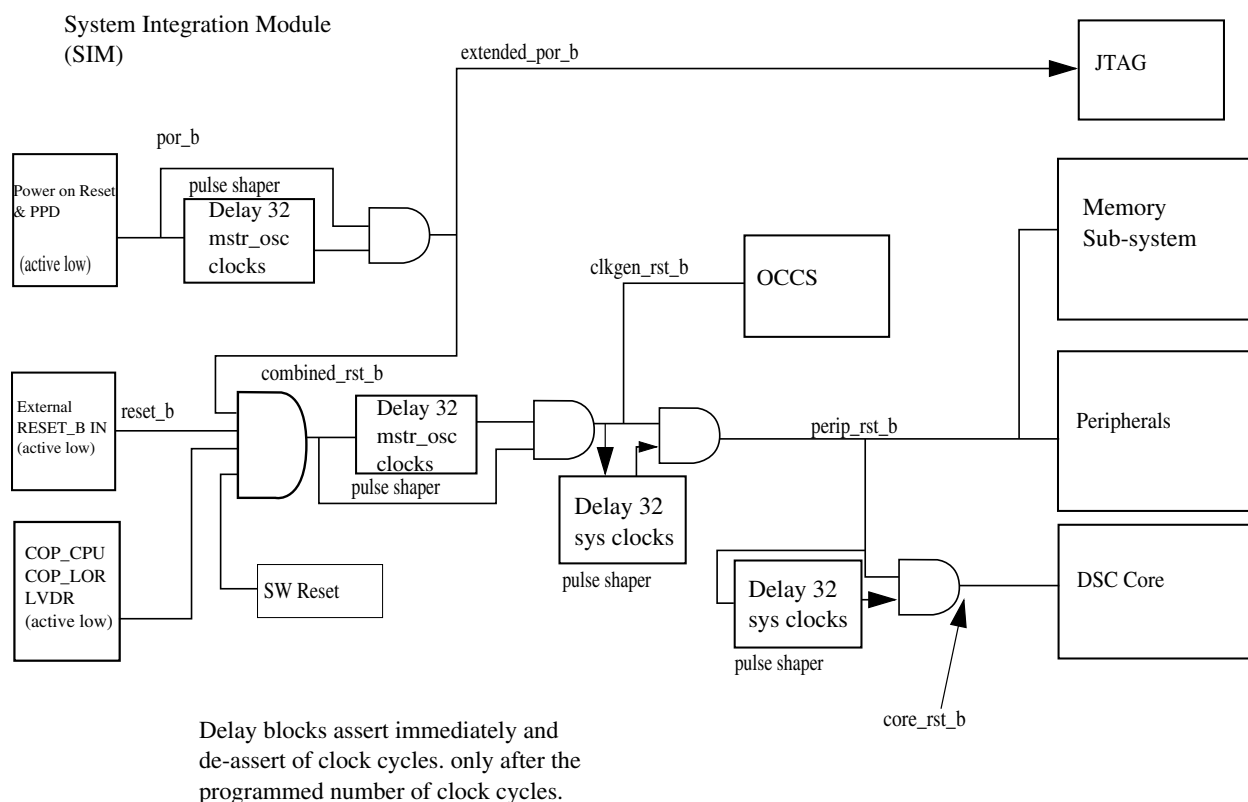 System Integration Module
(SIM)
extended_por_b
JTAG
por_b
Power on Reset
& PPD
(active low)
pulse shaper
Delay 32
mstr_osc
clocks
Memory
Sub-system
clkgen_rst_b
OCCS
combined_rst_b
External
RESET_B IN
(active low)
reset_b
Delay 32
mstr_osc
clocks
pulse shaper
perip_rst_b
Peripherals
Delay 32
sys clocks
pulse shaper
COP_CPU
COP_LOR
LVDR
(active low)
SW Reset
Delay 32
sys clocks
pulse shaper
DSC Core
core_rst_b
Delay blocks assert immediately and
de-assert of clock cycles. only after the
programmed number of clock cycles.